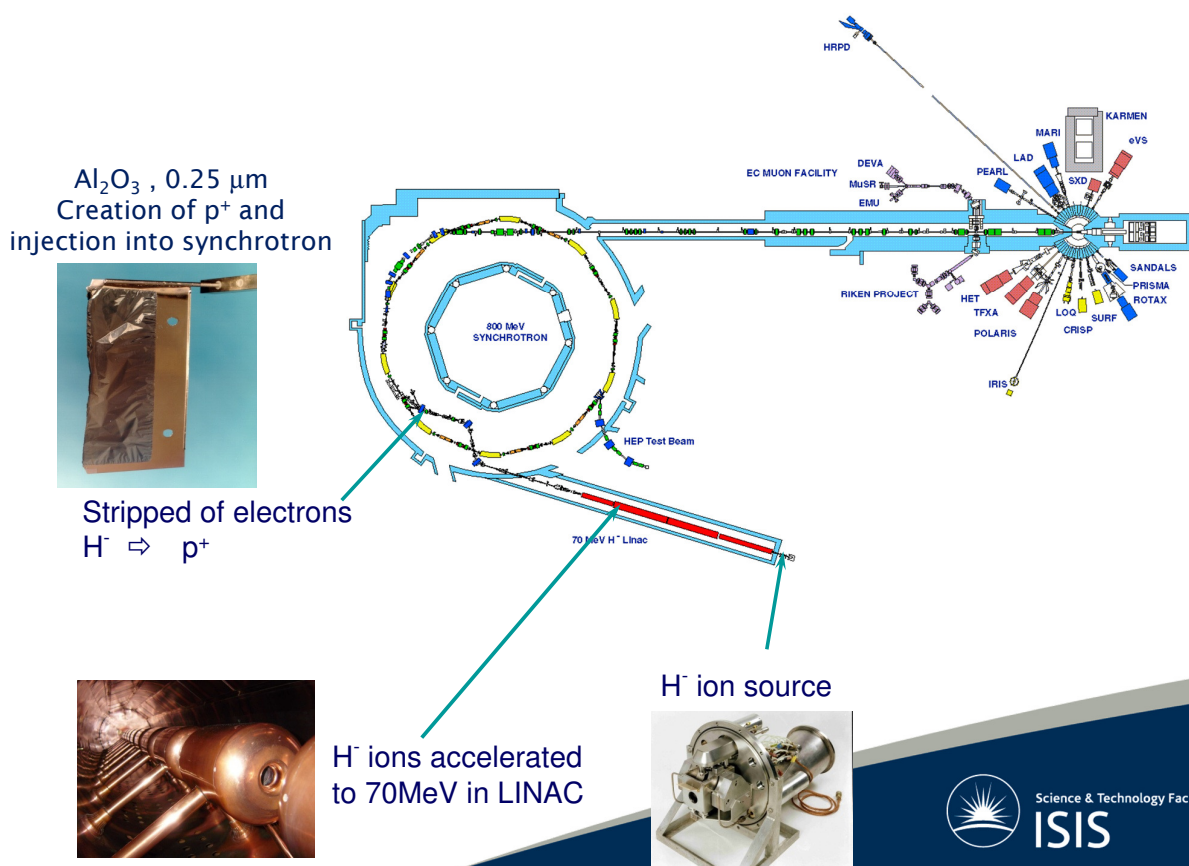 HRPD
KARMEN
MARI
eVS
LAD
DEVA
EC MUON FACILITY
PEARL
SXD
MuSR
EMU
Al₂O₃ , 0.25 μm
Creation of p⁺ and
injection into synchrotron
SANDALS
PRISMA
RIKEN PROJECT
HET
ROTAX
TFXA
LOQ
SURF
800 MeV
SYNCHROTRON
POLARIS
CRISP
IRIS
HEP Test Beam
Stripped of electrons
H⁻ ⇨ p⁺
70 MeV H⁻ Linac
H⁻ ion source
H⁻ ions accelerated
to 70MeV in LINAC
Science & Technology Fac
ISIS